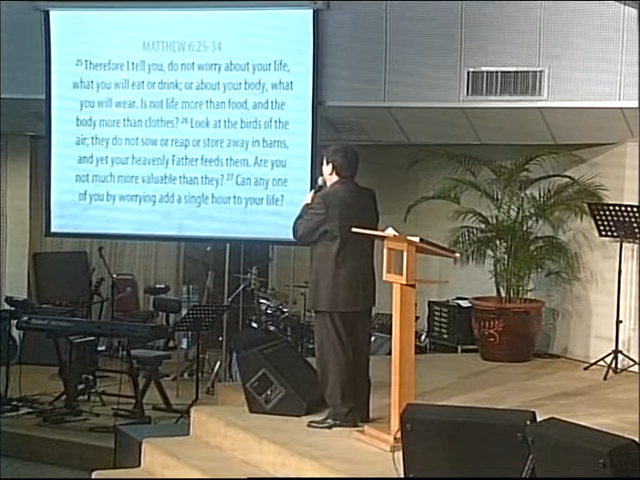 MATTHEW 6:25-34
25 Therefore I tell you, do not worry about your life,
what you will eat or drink; or about your body, what
you will wear. Is not life more than food, and the
body more than clothes? 26 Look at the birds of the
air; they do not sow or reap or store away in barns,
and yet your heavenly Father feeds them. Are you
not much more valuable than they? 27 Can any one
of you by worrying add a single hour to your life?